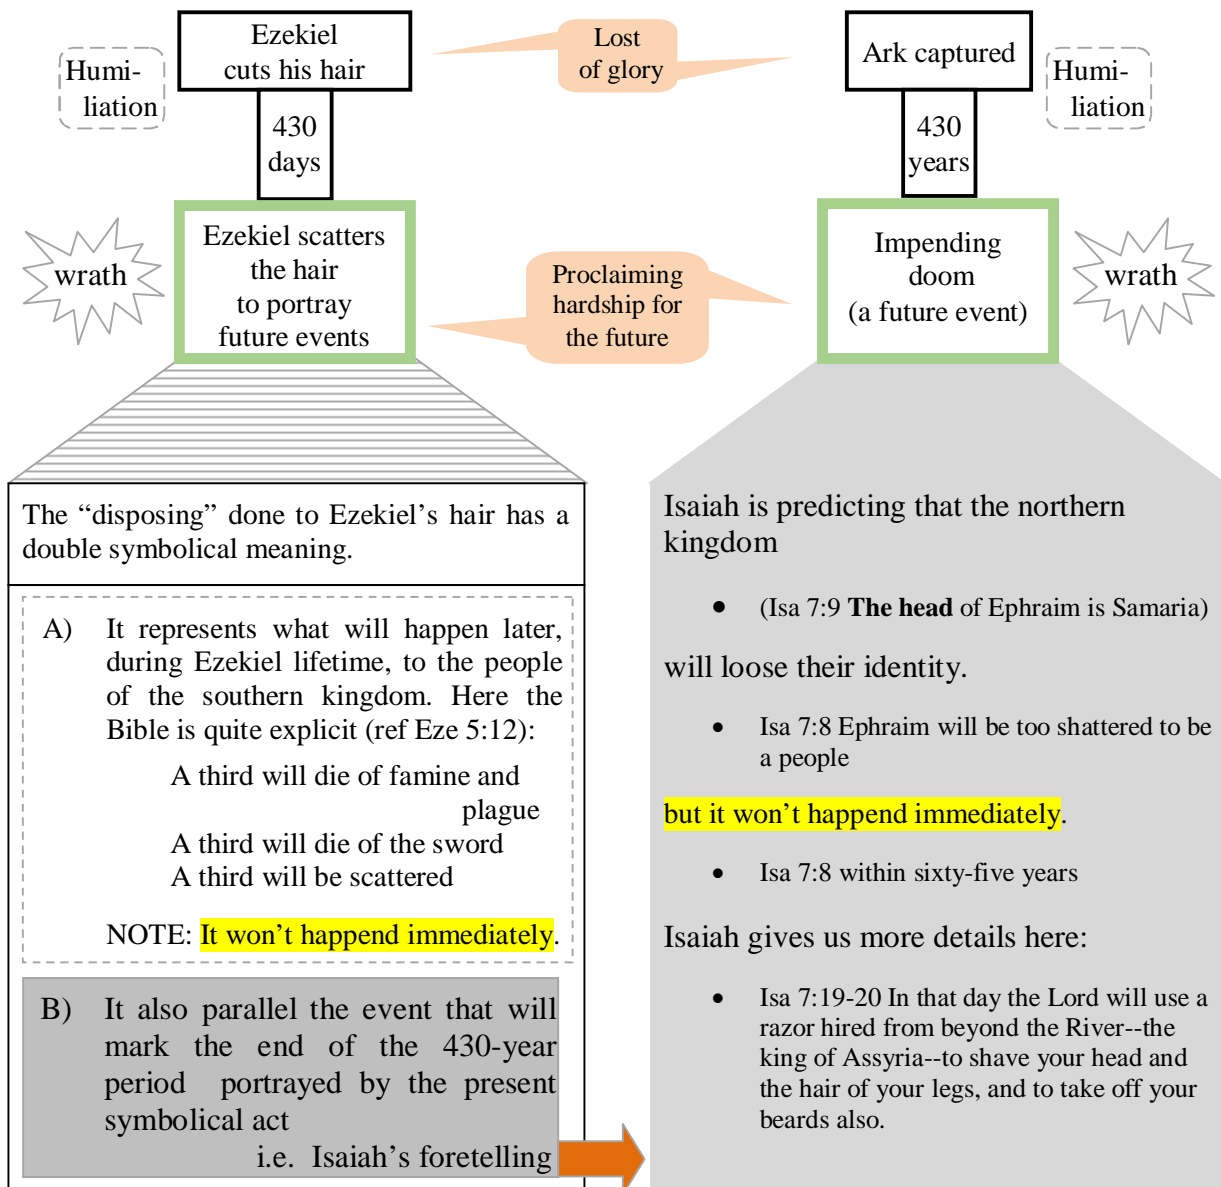 Ezekiel
cuts his hair
Lost
of glory
Ark captured
Humi-
liation
Humi-
liation
430
days
430
years
wrath
Ezekiel scatters
the hair
to portray
future events
Proclaiming
hardship for
the future
Impending
doom
(a future event)
wrath
The “disposing” done to Ezekiel’s hair has a
double symbolical meaning.
A) It represents what will happen later,
during Ezekiel lifetime, to the people
of the southern kingdom. Here the
Bible is quite explicit (ref Eze 5:12):
A third will die of famine and
plague
A third will die of the sword
A third will be scattered
NOTE: It won’t happend immediately.
B) It also parallel the event that will
mark the end of the 430-year
period portrayed by the present
symbolical act
i.e. Isaiah’s foretelling
Isaiah is predicting that the northern
kingdom
• (Isa 7:9 The head of Ephraim is Samaria)
will loose their identity.
• Isa 7:8 Ephraim will be too shattered to be
a people
but it won’t happend immediately.
• Isa 7:8 within sixty-five years
Isaiah gives us more details here:
• Isa 7:19-20 In that day the Lord will use a
razor hired from beyond the River--the
king of Assyria--to shave your head and
the hair of your legs, and to take off your
beards also.